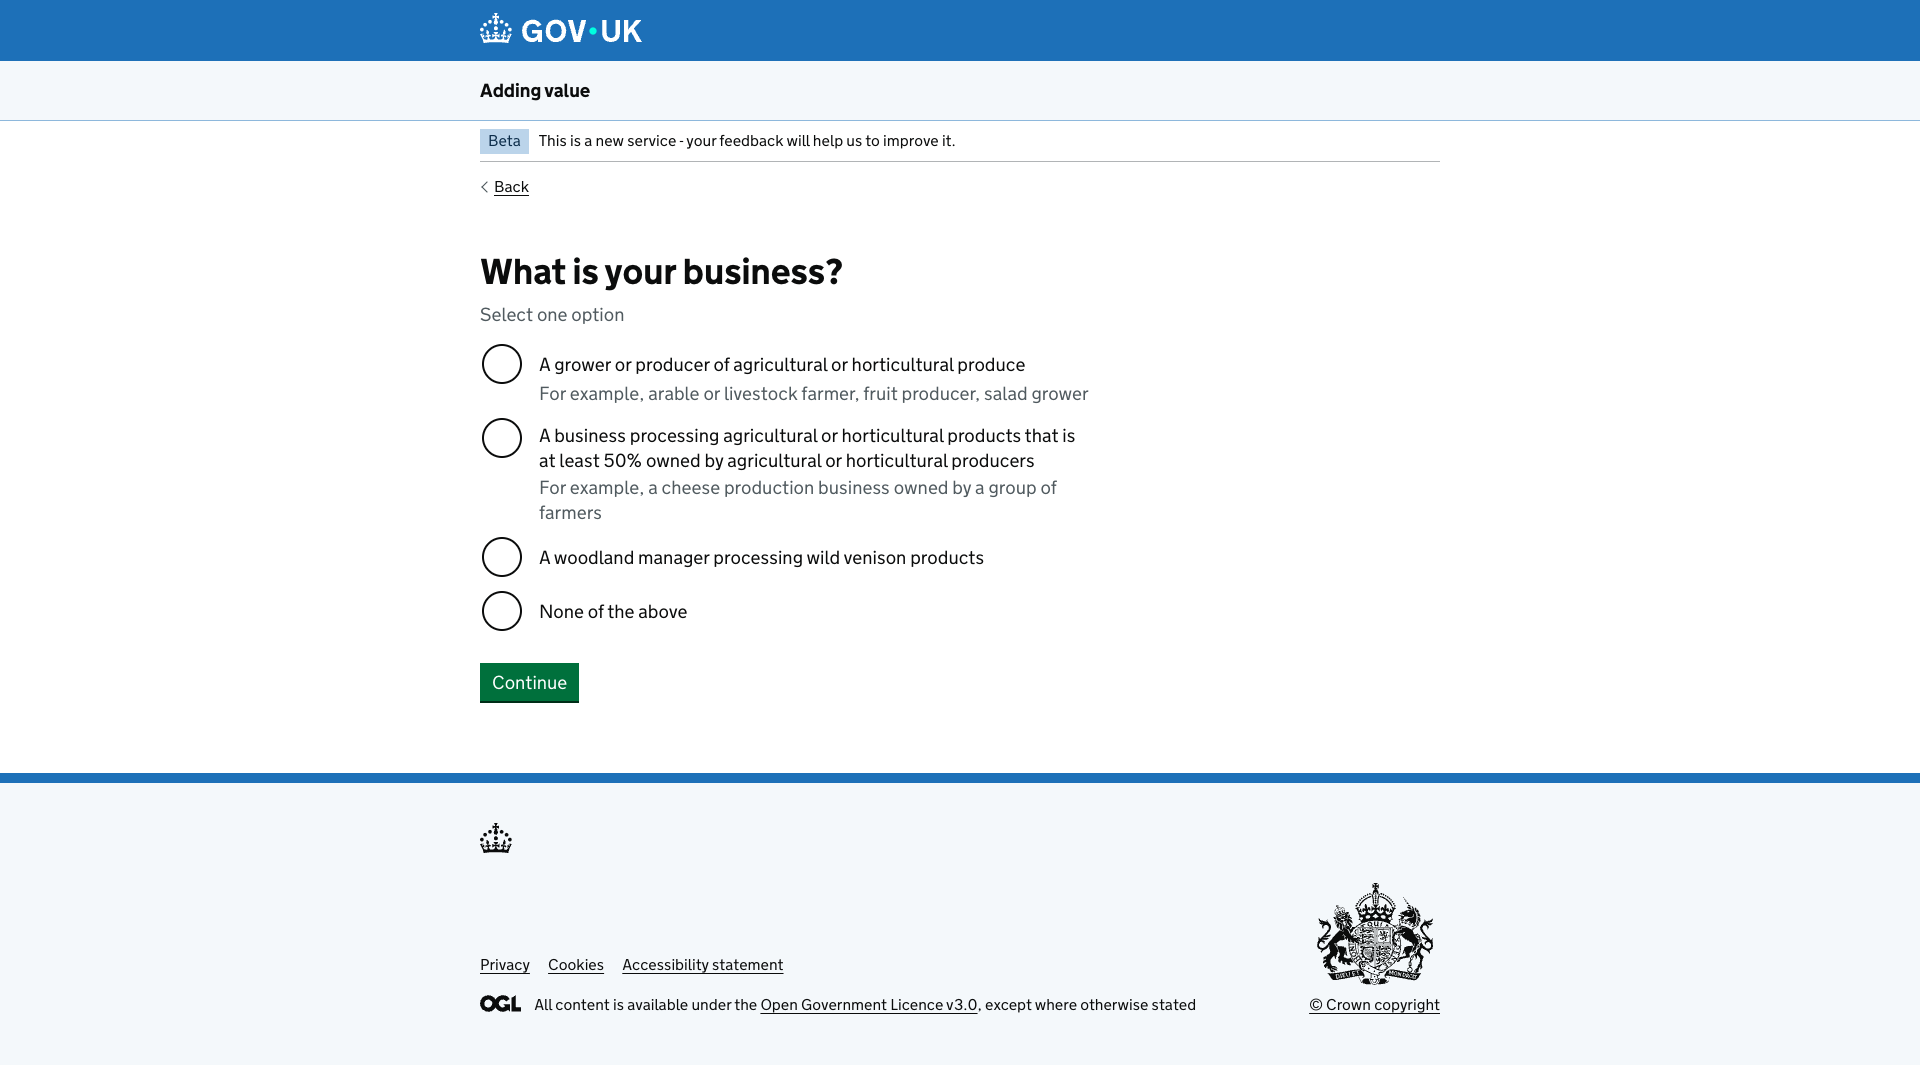 GOV·UK
Adding value
Beta This is a new service - your feedback will help us to improve it.
Back
What is your business?
Select one option
A grower or producer of agricultural or horticultural produce
For example, arable or livestock farmer, fruit producer, salad grower
A business processing agricultural or horticultural products that is
at least 50% owned by agricultural or horticultural producers
For example, a cheese production business owned by a group of
farmers
A woodland manager processing wild venison products
None of the above
Continue
Privacy Cookies Accessibility statement
OGL All content is available under the Open Government Licence v3.0, except where otherwise stated
© Crown copyright